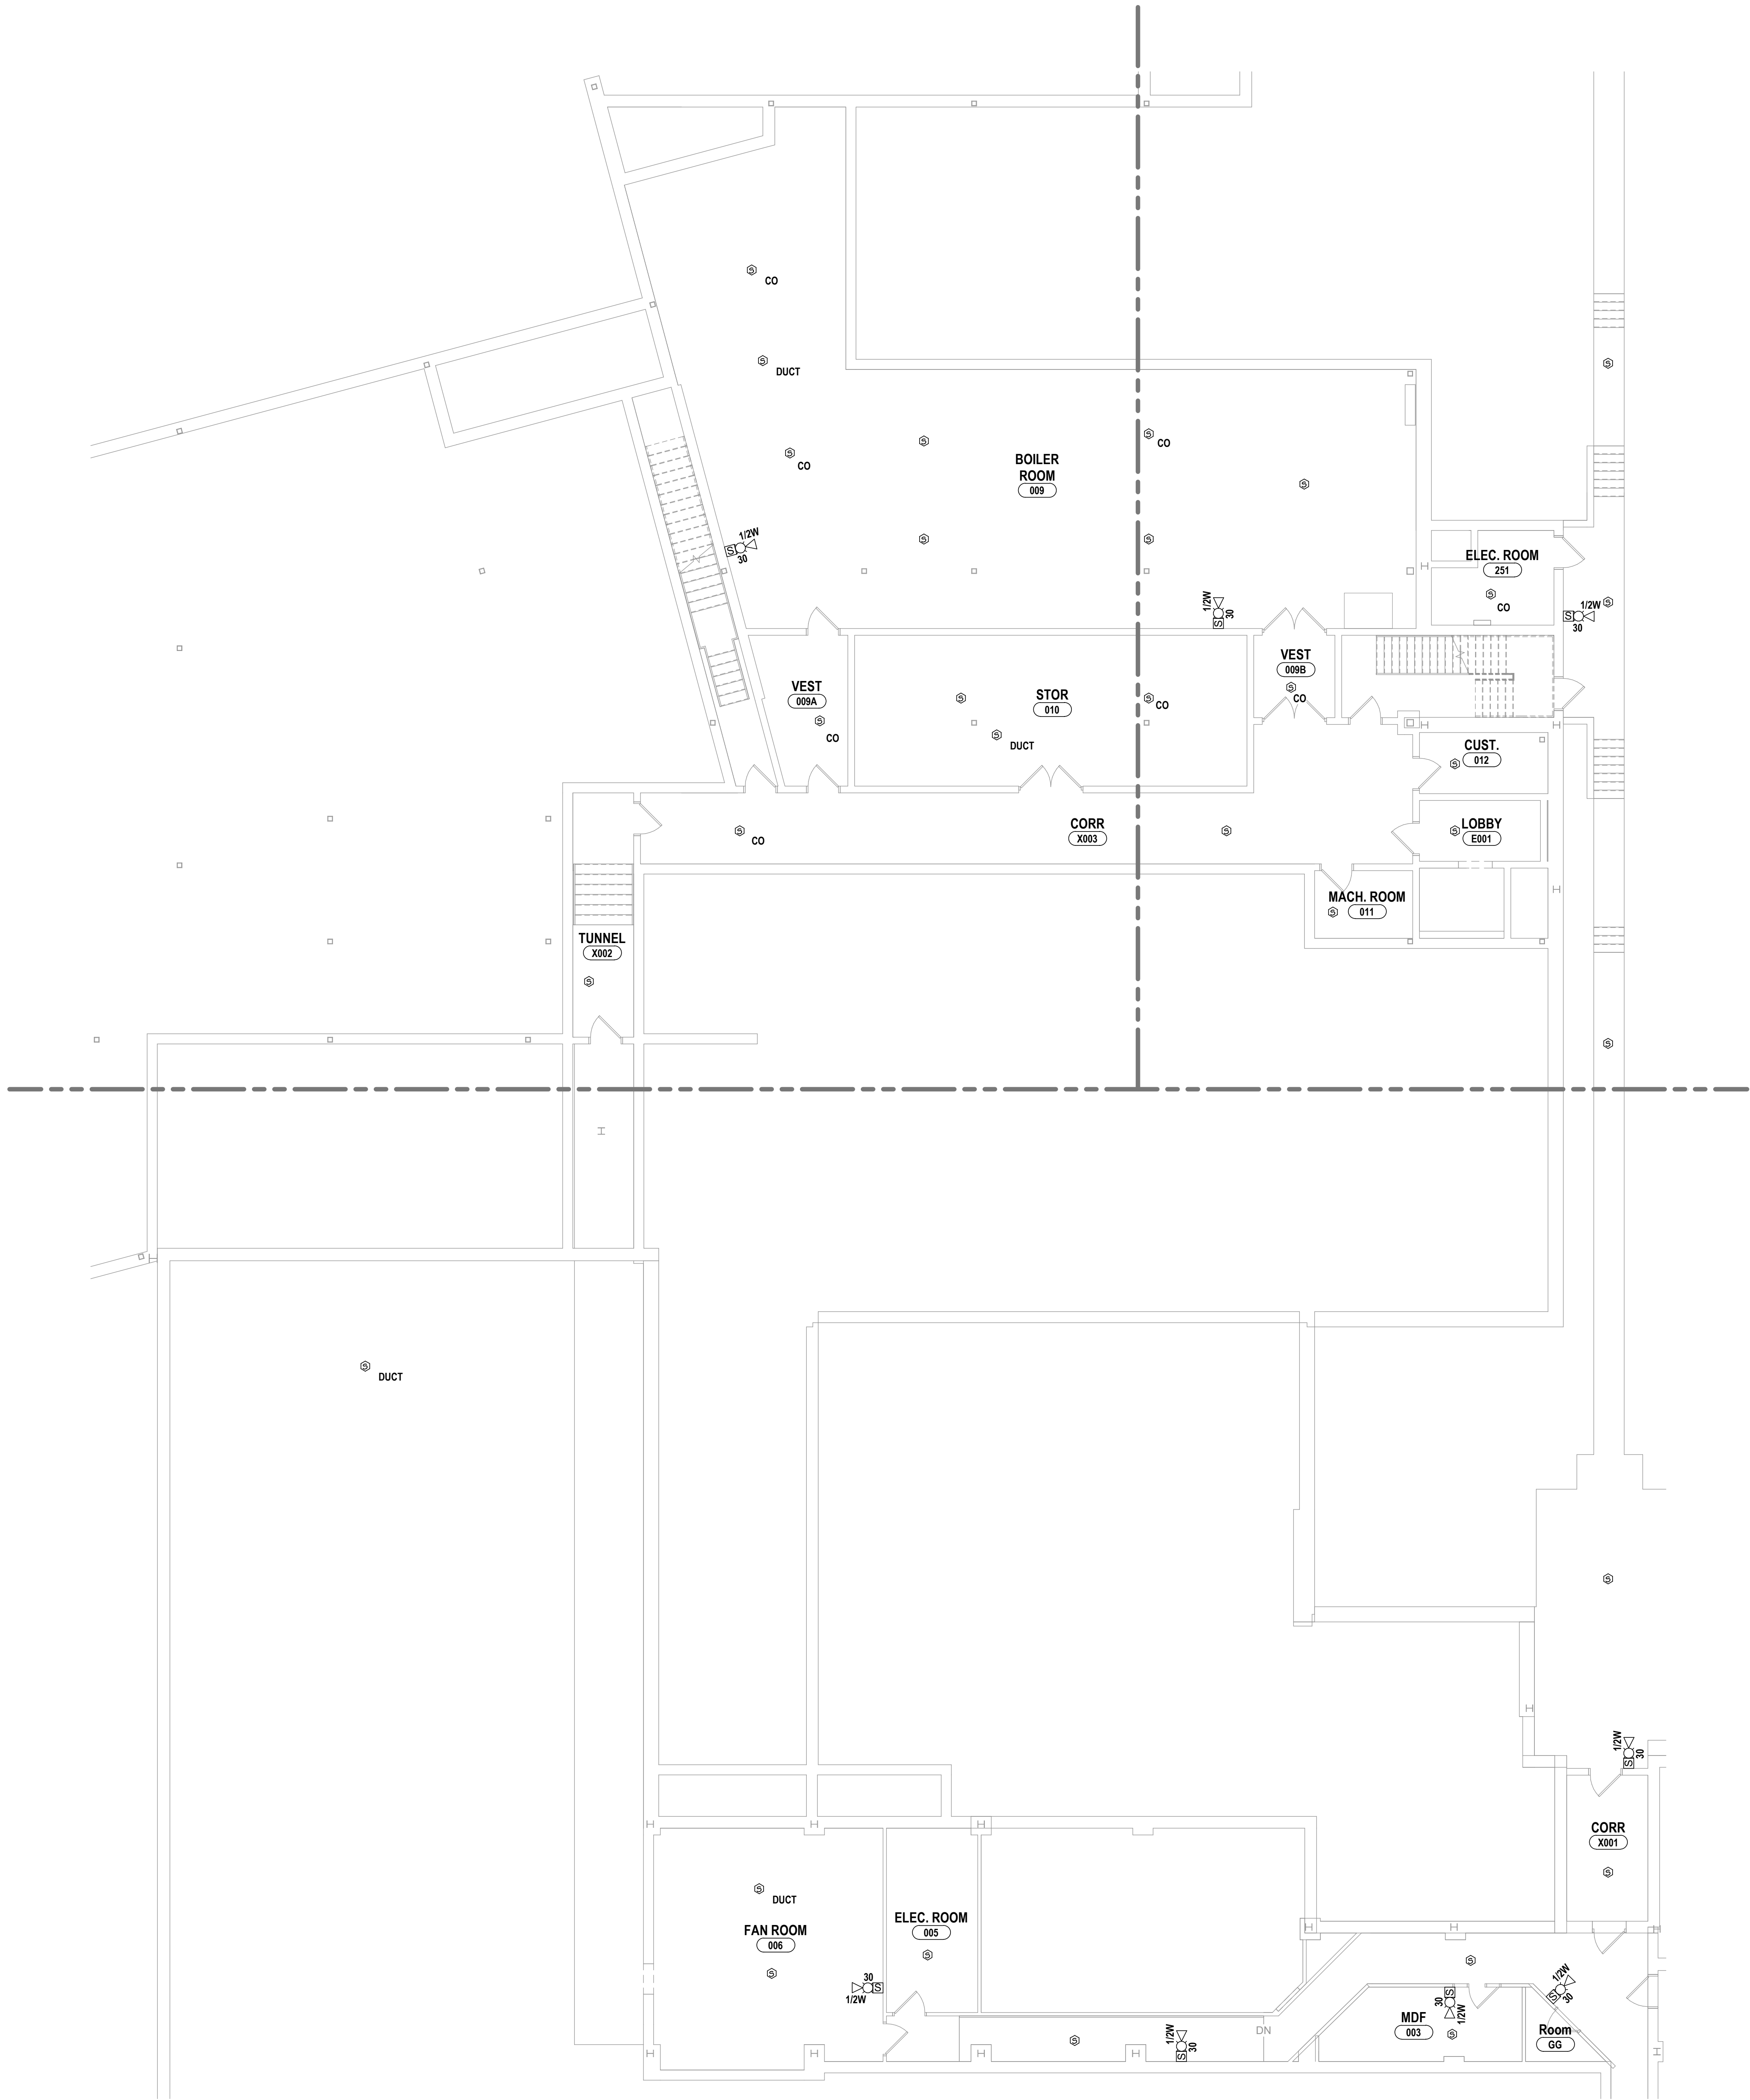 S
CO
S
S
DUCT
S
S
CO
S
CO
S
BOILER
ROOM
009
S
S
S
1/2W
S
30
ELEC. ROOM
251
S
CO
1/2W
S
30
S
1/2W
S
30
VEST
009A
S
CO
STOR
010
S
S
DUCT
S
CO
VEST
009B
S
CO
CUST.
012
S
S
CO
CORR
X003
S
LOBBY
E001
S
MACH. ROOM
011
S
TUNNEL
X002
S
S
S
DUCT
S
1/2W
S
30
CORR
X001
S
S
DUCT
FAN ROOM
006
S
ELEC. ROOM
005
S
30
S
1/2W
S
1/2W
S
30
DN
S
30
S
1/2W
MDF
003
S
1/2W
S
30
Room
GG